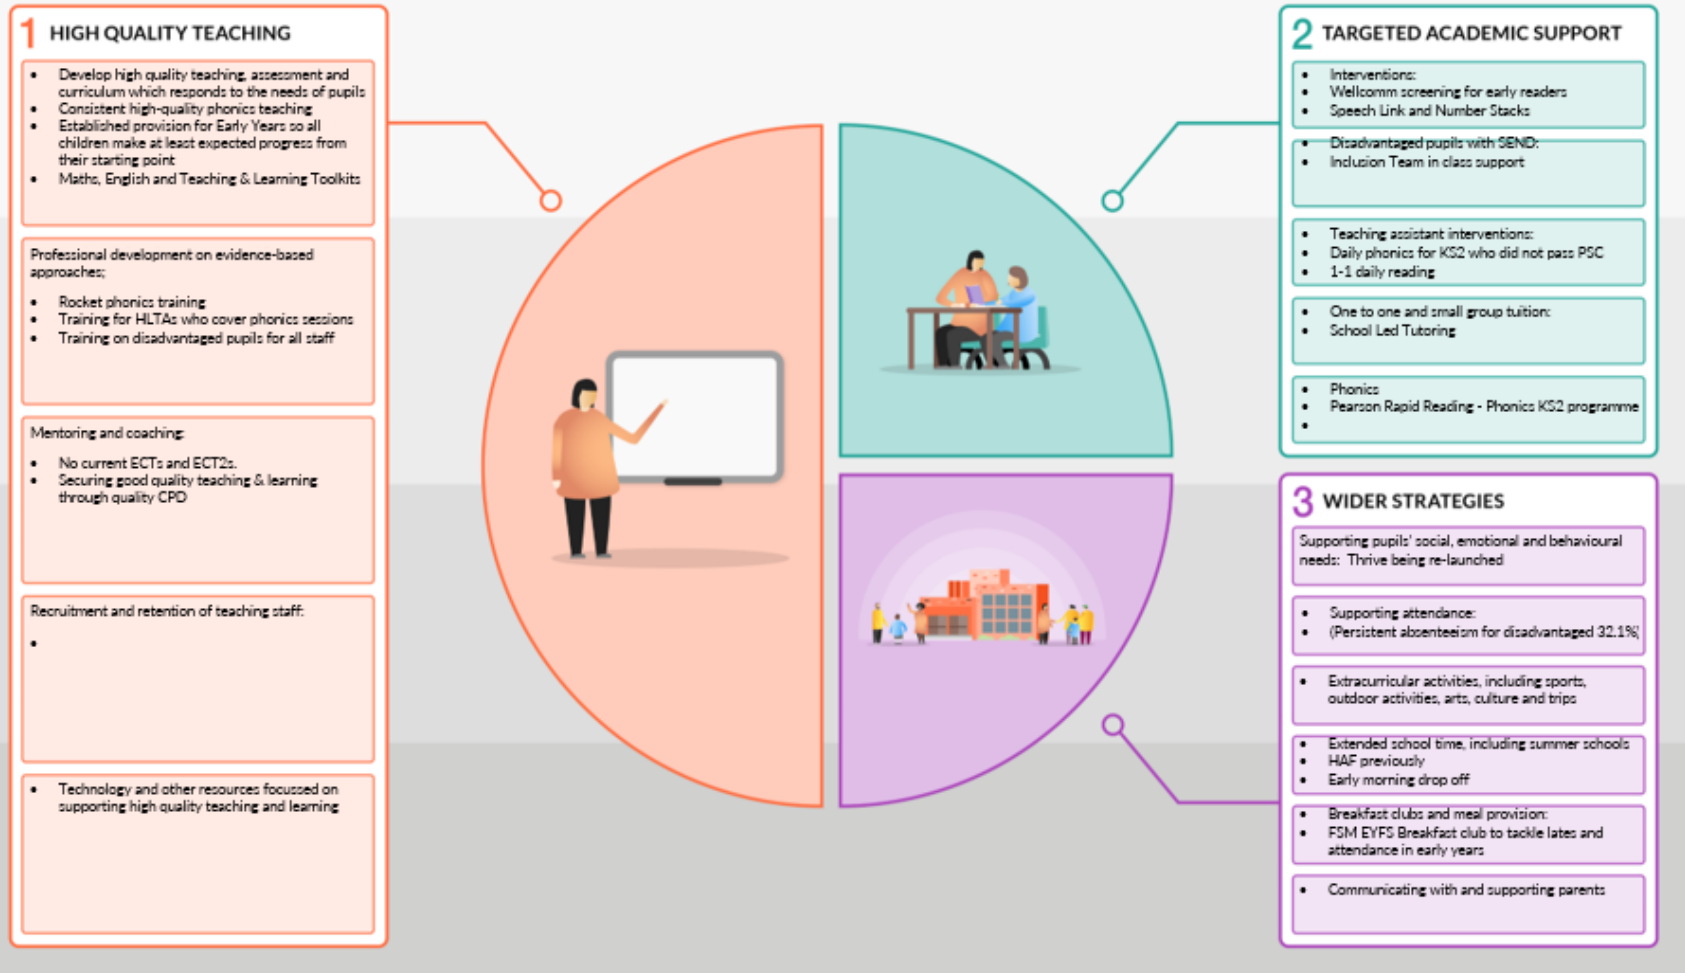 1 HIGH QUALITY TEACHING
• Develop high quality teaching, assessment and
curriculum which responds to the needs of pupils
• Consistent high-quality phonics teaching
• Established provision for Early Years so all
children make at least expected progress from
their starting point
• Maths, English and Teaching & Learning Toolkits
Professional development on evidence-based
approaches;
• Rocket phonics training
• Training for HLTAs who cover phonics sessions
• Training on disadvantaged pupils for all staff
Mentoring and coaching:
• No current ECTs and ECT2s.
• Securing good quality teaching & learning
through quality CPD
Recruitment and retention of teaching staff:
•
• Technology and other resources focussed on
supporting high quality teaching and learning
2 TARGETED ACADEMIC SUPPORT
• Interventions:
• Wellcomm screening for early readers
• Speech Link and Number Stacks
• Disadvantaged pupils with SEND:
• Inclusion Team in class support
• Teaching assistant interventions:
• Daily phonics for KS2 who did not pass PSC
• 1-1 daily reading
• One to one and small group tuition:
• School Led Tutoring
• Phonics
• Pearson Rapid Reading - Phonics KS2 programme
•
3 WIDER STRATEGIES
Supporting pupils' social, emotional and behavioural
needs: Thrive being re-launched
• Supporting attendance:
• (Persistent absenteeism for disadvantaged 32.1%)
• Extracurricular activities, including sports,
outdoor activities, arts, culture and trips
• Extended school time, including summer schools
• HAF previously
• Early morning drop off
• Breakfast clubs and meal provision:
• FSM EYFS Breakfast club to tackle lates and
attendance in early years
• Communicating with and supporting parents